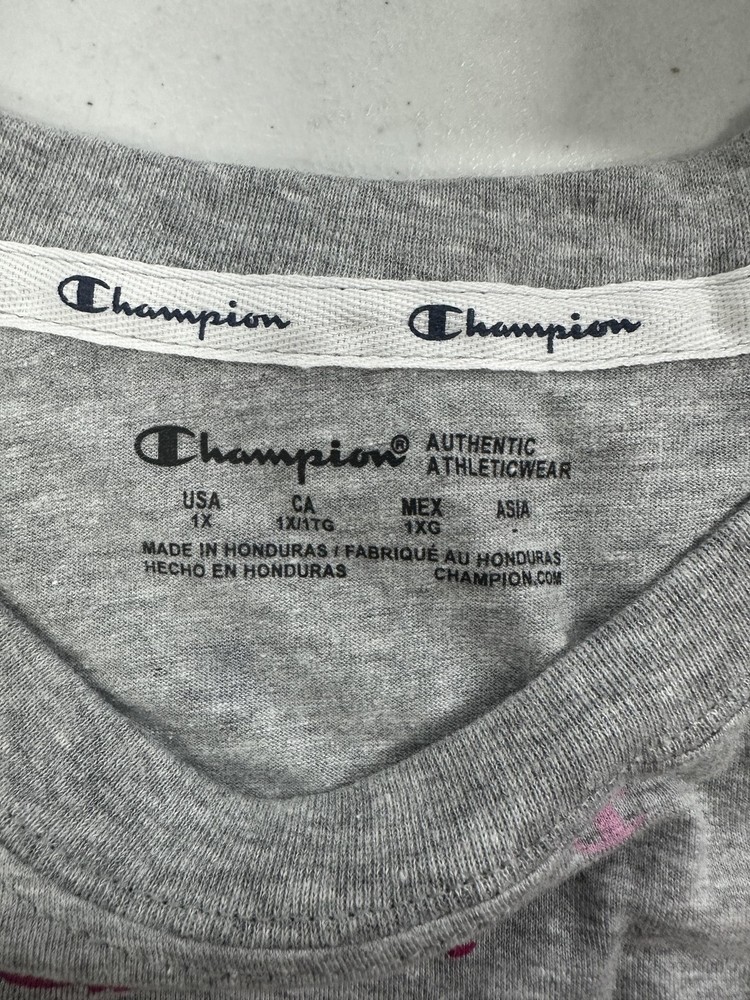 Champion Champion
Champion® AUTHENTIC
ATHLETICWEAR
USA CA MEX ASIA
1X 1X/1TG 1XG -
MADE IN HONDURAS / FABRIQUÉ AU HONDURAS
HECHO EN HONDURAS CHAMPION.COM